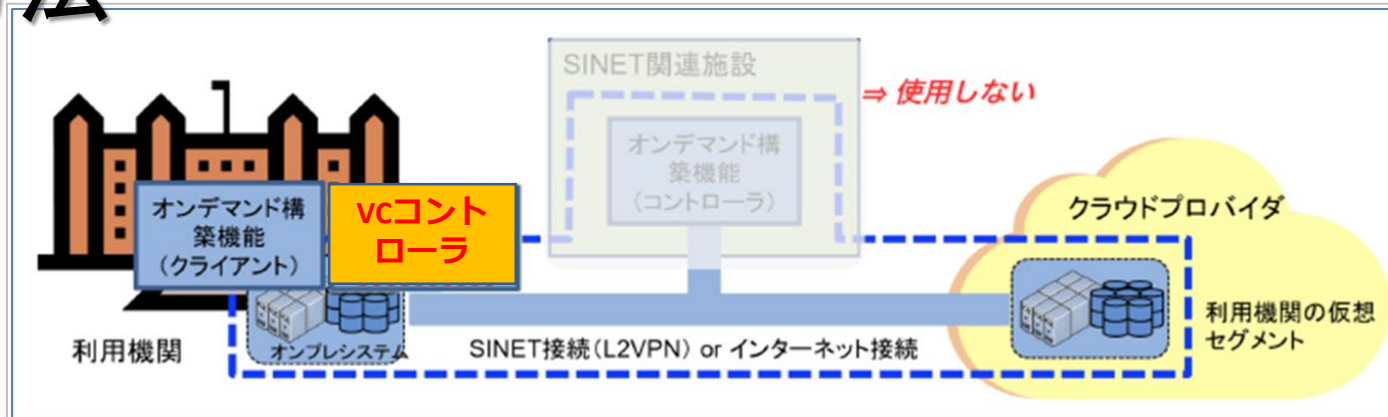 法
SINET関連施設
⇒ 使用しない
オンデマンド構
築機能
(コントローラ)
オンデマンド構
築機能
(クライアント)
VCコント
ローラ
クラウドプロバイダ
利用機関
オンプレシステム
SINET接続(L2VPN) or インターネット接続
利用機関の仮想
セグメント